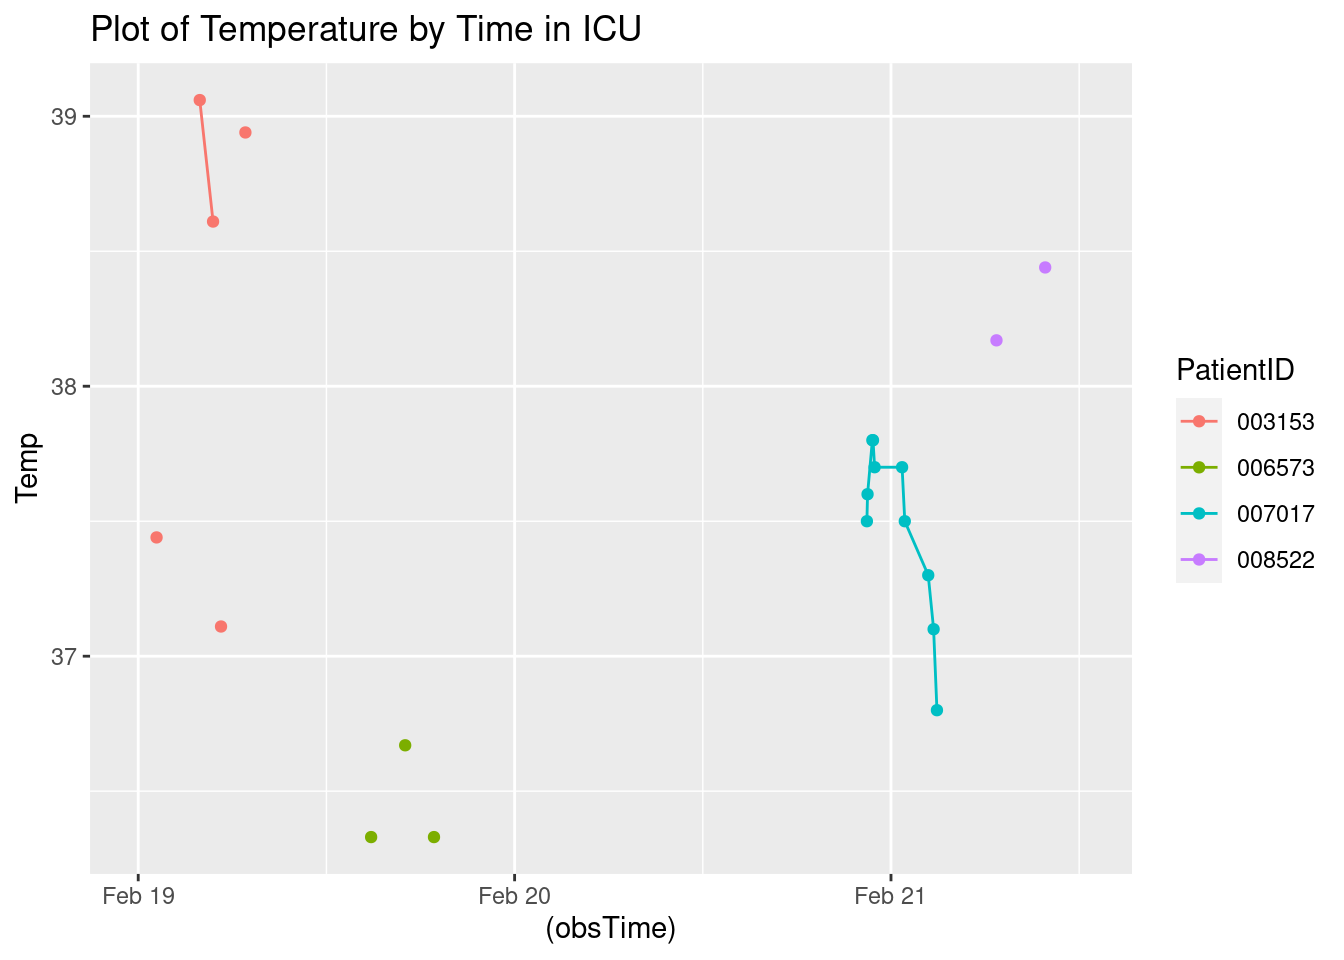 Plot of Temperature by Time in ICU
39
38
37
Temp
Feb 19
Feb 20
Feb 21
(obsTime)
PatientID
003153
006573
007017
008522